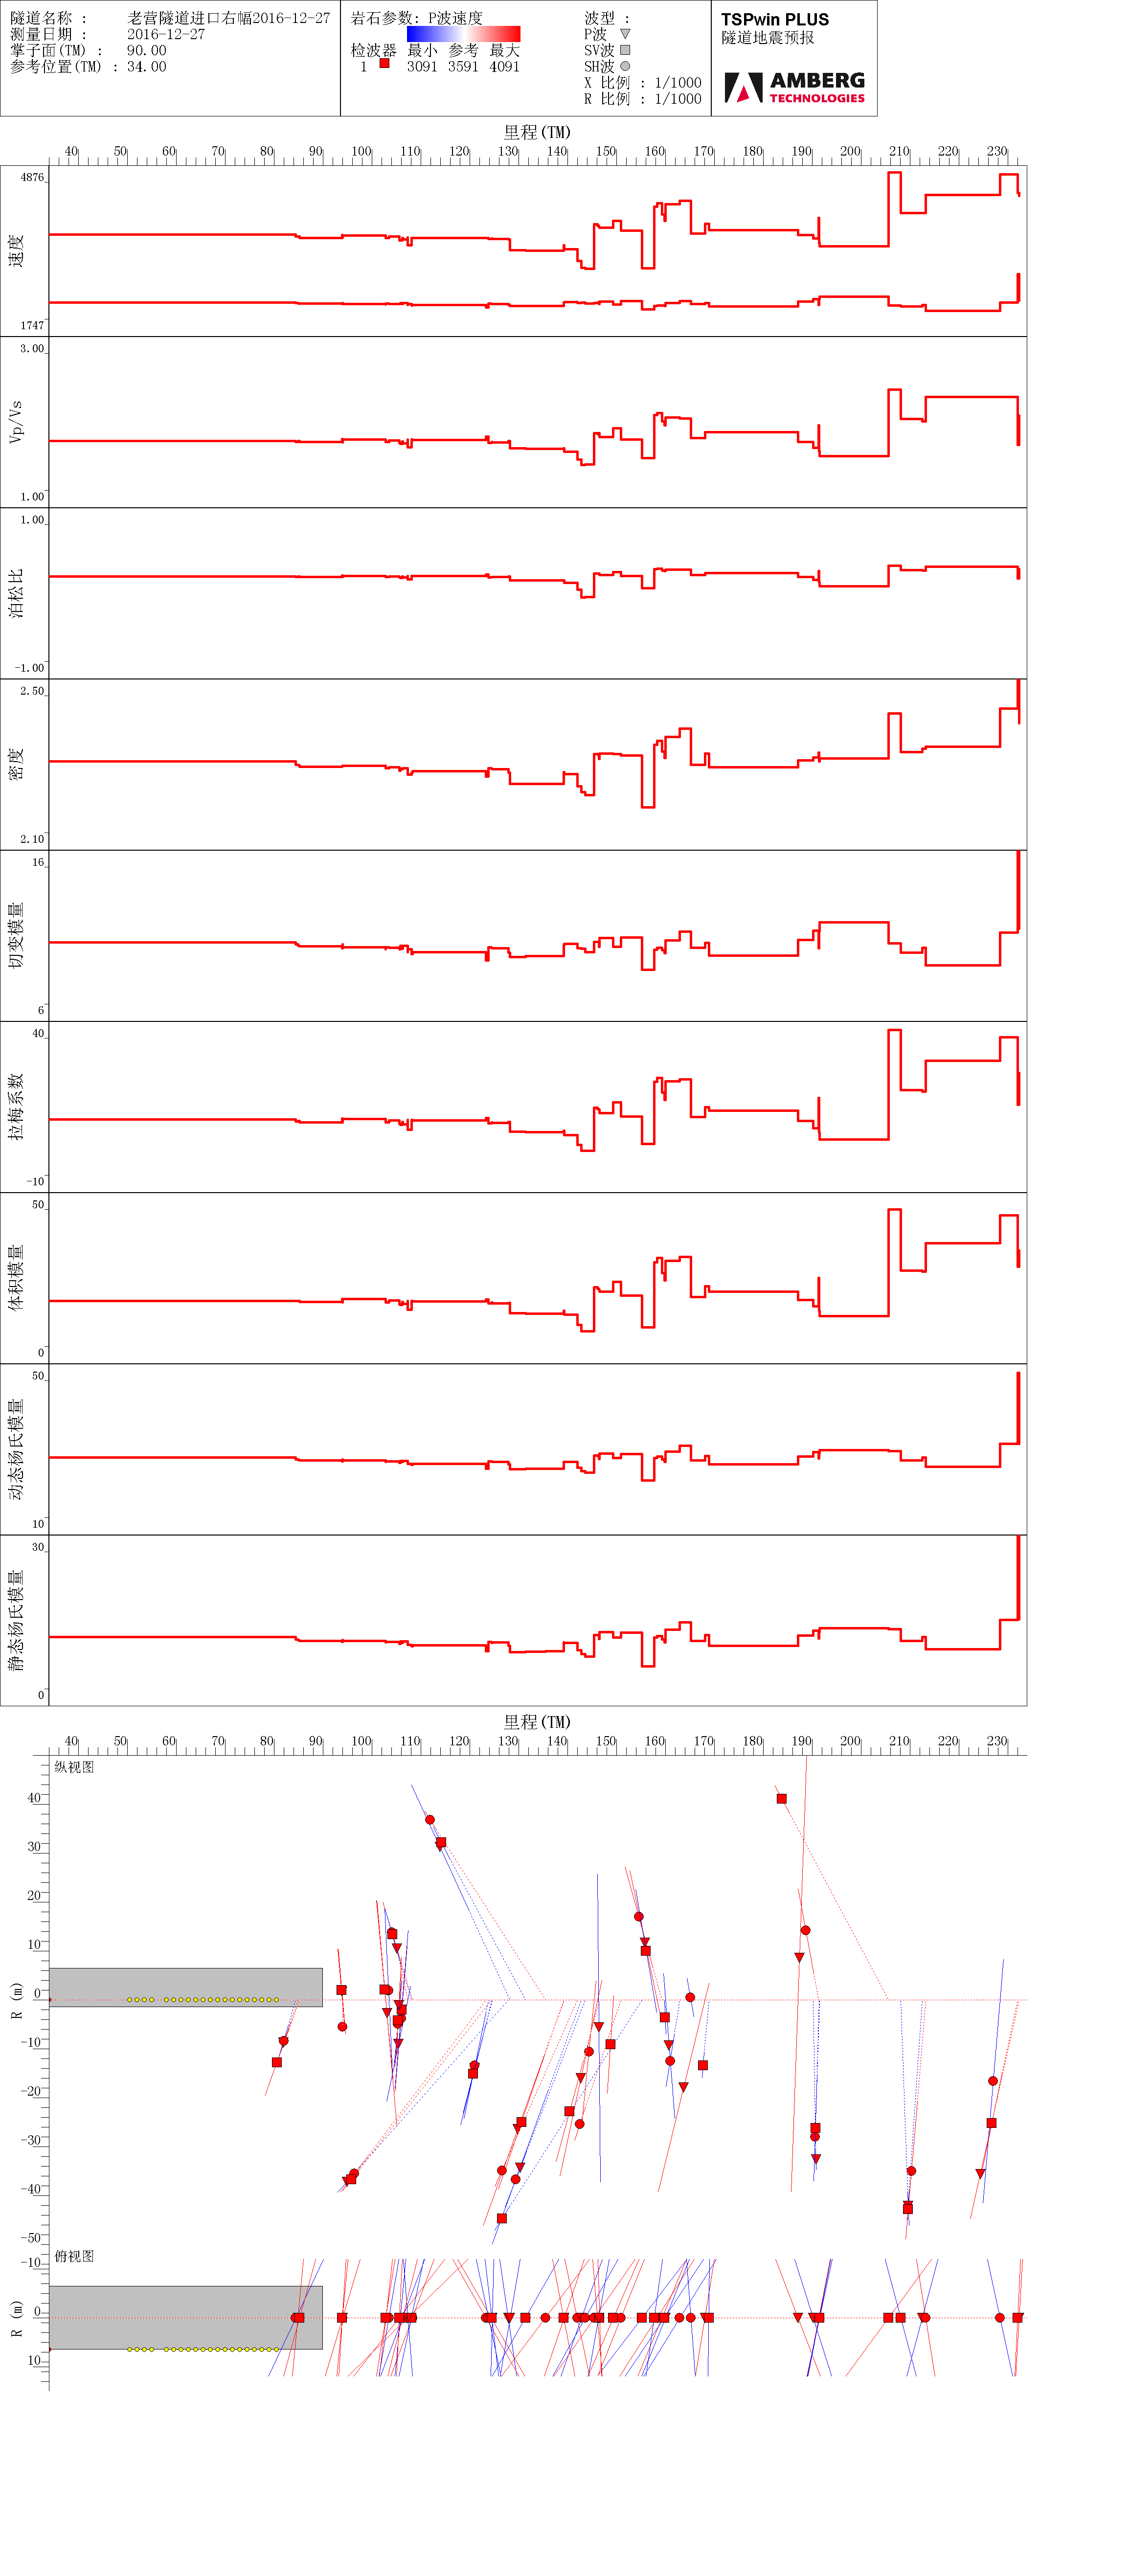 隧道名称 : 老营隧道进口右幅2016-12-27
测量日期 : 2016-12-27
掌子面(TM) : 90.00
参考位置(TM) : 34.00
岩石参数: P波速度
检波器 最小 参考 最大
1 3091 3591 4091
波型 :
P波
SV波
SH波
X 比例 : 1/1000
R 比例 : 1/1000
TSPwin PLUS
隧道地震预报
AMBERG
TECHNOLOGIES
里程(TM)
40 50 60 70 80 90 100 110 120 130 140 150 160 170 180 190 200 210 220 230
4876
速度
1747
3.00
Vp/Vs
1.00
1.00
泊松比
-1.00
2.50
密度
2.10
16
切变模量
6
40
拉梅系数
-10
50
体积模量
0
50
动态杨氏模量
10
30
静态杨氏模量
0
里程(TM)
40 50 60 70 80 90 100 110 120 130 140 150 160 170 180 190 200 210 220 230
纵视图
40
30
20
10
0
R (m)
-10
-20
-30
-40
-50
俯视图
-10
0
R (m)
10